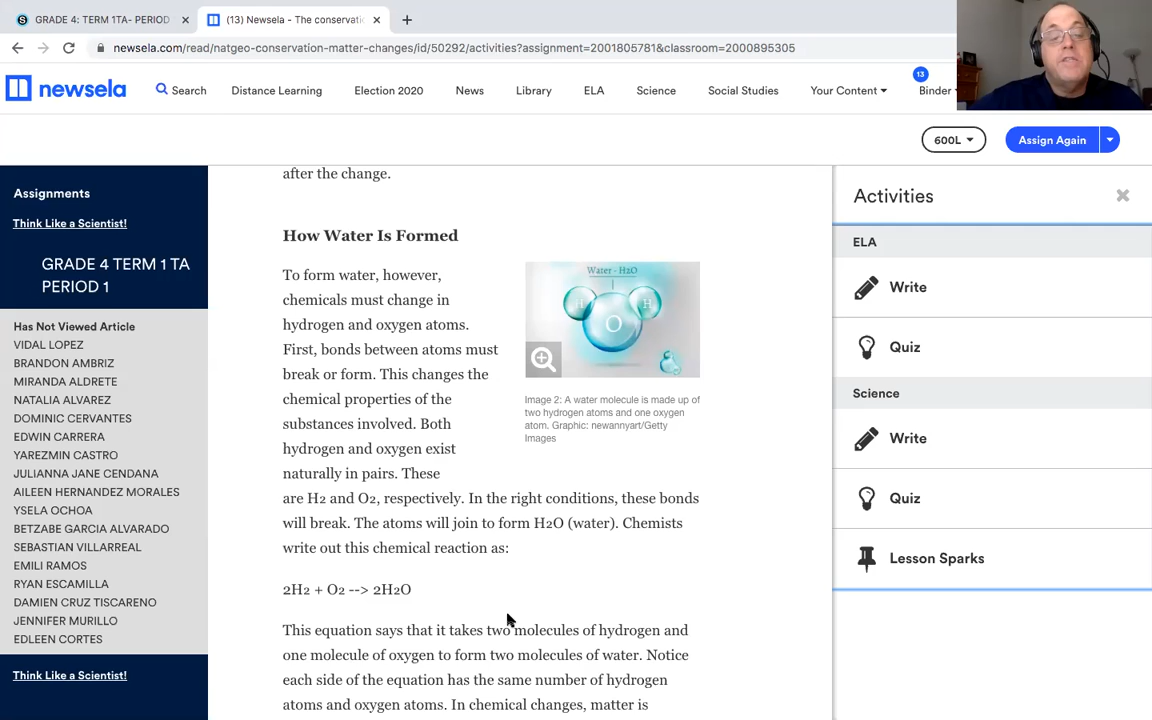 GRADE 4: TERM 1TA- PERIOD
(13) Newsela - The conservati
newsela.com/read/natgeo-conservation-matter-changes/id/50292/activities?assignment=2001805781&classroom=2000895305
newsela
Search
Distance Learning
Election 2020
News
Library
ELA
Science
Social Studies
Your Content
13
Binder
600L
Assign Again
Assignments
Think Like a Scientist!
GRADE 4 TERM 1 TA
PERIOD 1
Has Not Viewed Article
VIDAL LOPEZ
BRANDON AMBRIZ
MIRANDA ALDRETE
NATALIA ALVAREZ
DOMINIC CERVANTES
EDWIN CARRERA
YAREZMIN CASTRO
JULIANNA JANE CENDANA
AILEEN HERNANDEZ MORALES
YSELA OCHOA
BETZABE GARCIA ALVARADO
SEBASTIAN VILLARREAL
EMILI RAMOS
RYAN ESCAMILLA
DAMIEN CRUZ TISCARENO
JENNIFER MURILLO
EDLEEN CORTES
Think Like a Scientist!
after the change.
How Water Is Formed
To form water, however,
chemicals must change in
hydrogen and oxygen atoms.
First, bonds between atoms must
break or form. This changes the
chemical properties of the
substances involved. Both
hydrogen and oxygen exist
naturally in pairs. These
are H2 and O2, respectively. In the right conditions, these bonds
will break. The atoms will join to form H2O (water). Chemists
write out this chemical reaction as:
2H2 + O2 --> 2H2O
This equation says that it takes two molecules of hydrogen and
one molecule of oxygen to form two molecules of water. Notice
each side of the equation has the same number of hydrogen
atoms and oxygen atoms. In chemical changes, matter is
Water - H2O
H
H
O
Image 2: A water molecule is made up of
two hydrogen atoms and one oxygen
atom. Graphic: newannyart/Getty
Images
Activities
ELA
Write
Quiz
Science
Write
Quiz
Lesson Sparks